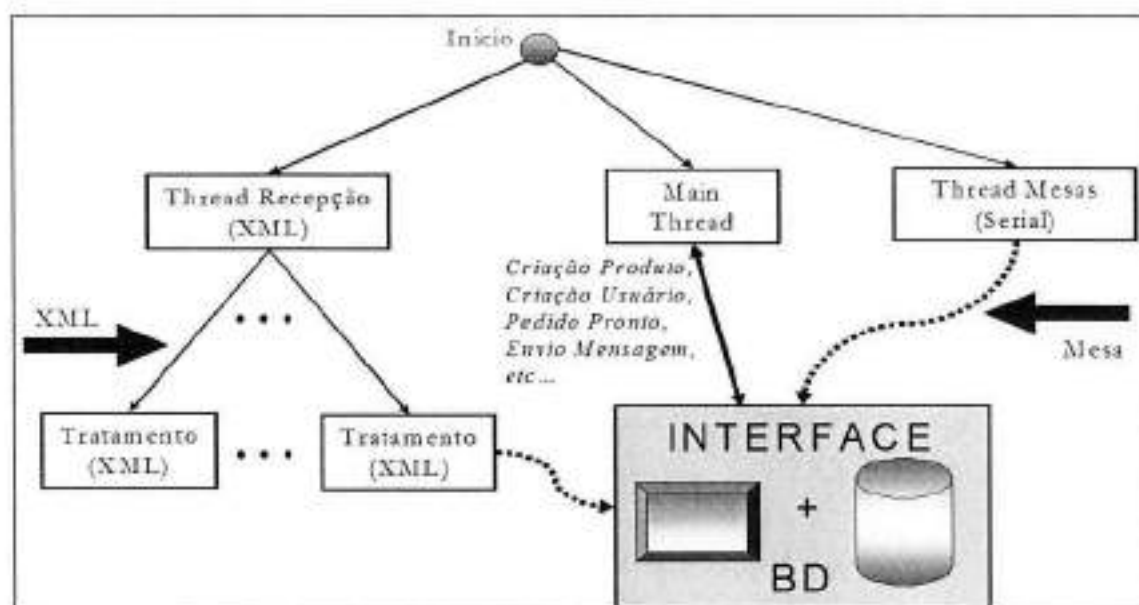 Inicio
Thread Recepção
(XML)
Main
Thread
Thread Mesas
(Serial)
Criação Produto,
Criação Usuário,
Pedido Pronto,
Envio Mensagem,
etc...
XML
Mesa
Tratamento
(XML)
Tratamento
(XML)
INTERFACE
+
BD